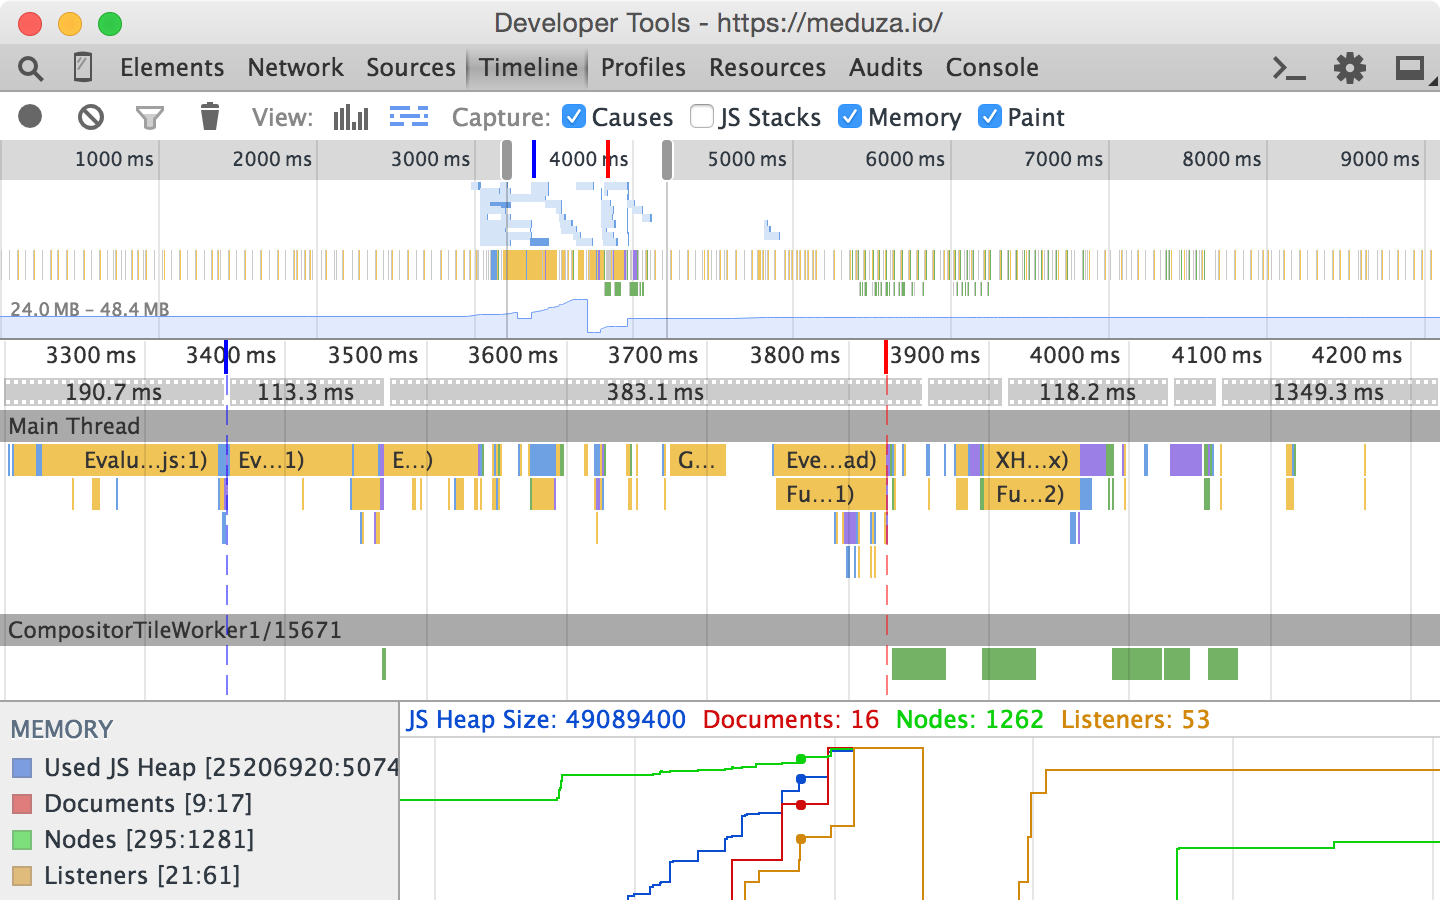 Developer Tools - https://meduza.io/
Elements Network Sources Timeline Profiles Resources Audits Console
View: Capture: Causes JS Stacks Memory Paint
1000 ms 2000 ms 3000 ms 4000 ms 5000 ms 6000 ms 7000 ms 8000 ms 9000 ms
24.0 MB – 48.4 MB
3300 ms 3400 ms 3500 ms 3600 ms 3700 ms 3800 ms 3900 ms 4000 ms 4100 ms 4200 ms
190.7 ms 113.3 ms 383.1 ms 118.2 ms 1349.3 ms
Main Thread
Evalu…js:1) Ev…1) E…) G… Eve…ad) XH…x)
Fu…1) Fu…2)
CompositorTileWorker1/15671
MEMORY
JS Heap Size: 49089400 Documents: 16 Nodes: 1262 Listeners: 53
Used JS Heap [25206920:5074
Documents [9:17]
Nodes [295:1281]
Listeners [21:61]